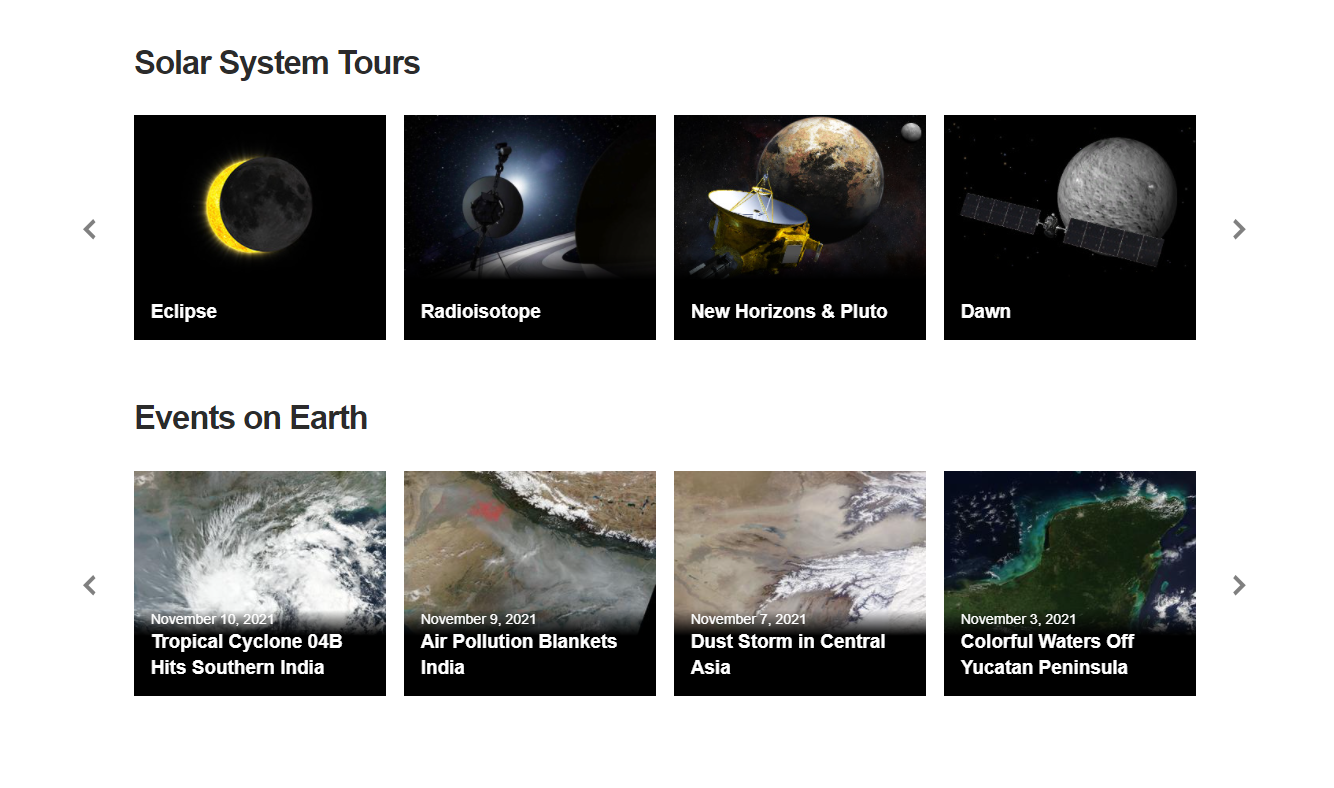 Solar System Tours
Eclipse
Radioisotope
New Horizons & Pluto
Dawn
Events on Earth
November 10, 2021
Tropical Cyclone 04B
Hits Southern India
November 9, 2021
Air Pollution Blankets
India
November 7, 2021
Dust Storm in Central
Asia
November 3, 2021
Colorful Waters Off
Yucatan Peninsula